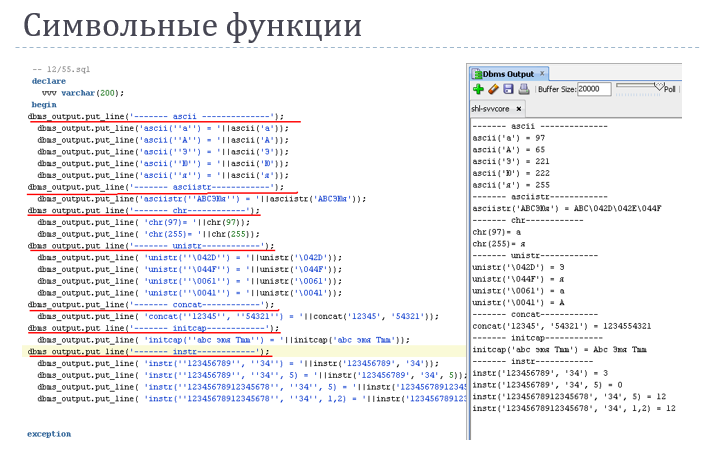 Символьные функции
-- 12/55.sql
declare
vvv varchar(200);
begin
dbms_output.put_line('------- ascii --------------');
dbms_output.put_line('ascii(''a'') = '||ascii('a'));
dbms_output.put_line('ascii(''A'') = '||ascii('A'));
dbms_output.put_line('ascii(''Э'') = '||ascii('Э'));
dbms_output.put_line('ascii(''Ю'') = '||ascii('Ю'));
dbms_output.put_line('ascii(''я'') = '||ascii('я'));
dbms_output.put_line('------- asciistr------------');
dbms_output.put_line('asciistr(''ABCЭЮя'') = '||asciistr('ABCЭЮя'));
dbms_output.put_line('------- chr------------');
dbms_output.put_line( 'chr(97)= '||chr(97));
dbms_output.put_line( 'chr(255)= '||chr(255));
dbms_output.put_line('------- unistr------------');
dbms_output.put_line( 'unistr(''\042D'') = '||unistr('\042D'));
dbms_output.put_line( 'unistr(''\044F'') = '||unistr('\044F'));
dbms_output.put_line( 'unistr(''\0061'') = '||unistr('\0061'));
dbms_output.put_line( 'unistr(''\0041'') = '||unistr('\0041'));
dbms_output.put_line('------- concat------------');
dbms_output.put_line( 'concat(''12345'', ''54321'') = '||concat('12345', '54321'));
dbms_output.put_line('------- initcap------------');
dbms_output.put_line( 'initcap(''abc эмя Тmm'') = '||initcap('abc эмя Тmm'));
dbms_output.put_line('------- instr------------');
dbms_output.put_line( 'instr(''123456789'', ''34'') = '||instr('123456789', '34'));
dbms_output.put_line( 'instr(''123456789'', ''34'', 5) = '||instr('123456789', '34', 5));
dbms_output.put_line( 'instr(''12345678912345678'', ''34'', 5) = '||instr('12345678912345
dbms_output.put_line( 'instr(''12345678912345678'', ''34'', 1,2) = '||instr('1234567891234
exception
Dbms Output x
Buffer Size: 20000 Poll
shl-svvcore x
------- ascii --------------
ascii('a') = 97
ascii('A') = 65
ascii('Э') = 221
ascii('Ю') = 222
ascii('я') = 255
------- asciistr------------
asciistr('ABCЭЮя') = ABC\042D\042E\044F
------- chr------------
chr(97)= a
chr(255)= я
------- unistr------------
unistr('\042D') = Э
unistr('\044F') = я
unistr('\0061') = a
unistr('\0041') = A
------- concat------------
concat('12345', '54321') = 1234554321
------- initcap------------
initcap('abc эмя Тmm') = Abc Эмя Тmm
------- instr------------
instr('123456789', '34') = 3
instr('123456789', '34', 5) = 0
instr('12345678912345678', '34', 5) = 12
instr('12345678912345678', '34', 1,2) = 12